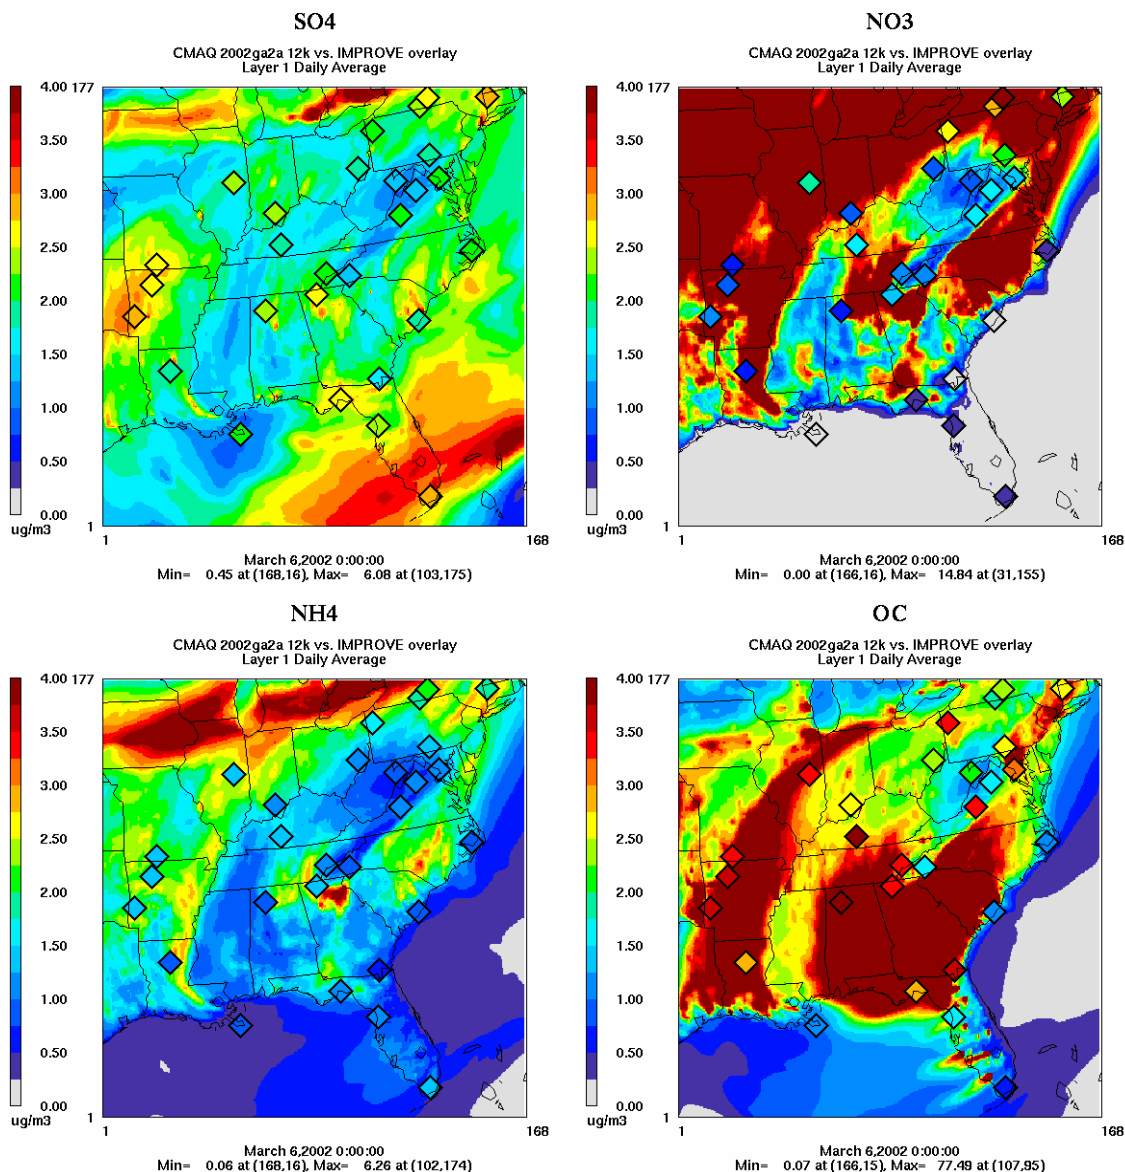 SO4
CMAQ 2002ga2a 12k vs. IMPROVE overlay
Layer 1 Daily Average
4.00 177
3.50
3.00
2.50
2.00
1.50
1.00
0.50
0.00
ug/m3
1
1
168
March 6,2002 0:00:00
Min= 0.45 at (168,16), Max= 6.08 at (103,175)
NO3
CMAQ 2002ga2a 12k vs. IMPROVE overlay
Layer 1 Daily Average
4.00 177
3.50
3.00
2.50
2.00
1.50
1.00
0.50
0.00
ug/m3
1
1
168
March 6,2002 0:00:00
Min= 0.00 at (166,16), Max= 14.84 at (31,155)
NH4
CMAQ 2002ga2a 12k vs. IMPROVE overlay
Layer 1 Daily Average
4.00 177
3.50
3.00
2.50
2.00
1.50
1.00
0.50
0.00
ug/m3
1
1
168
March 6,2002 0:00:00
Min= 0.06 at (168,16), Max= 6.26 at (102,174)
OC
CMAQ 2002ga2a 12k vs. IMPROVE overlay
Layer 1 Daily Average
4.00 177
3.50
3.00
2.50
2.00
1.50
1.00
0.50
0.00
ug/m3
1
1
168
March 6,2002 0:00:00
Min= 0.07 at (166,15), Max= 77.49 at (107,95)